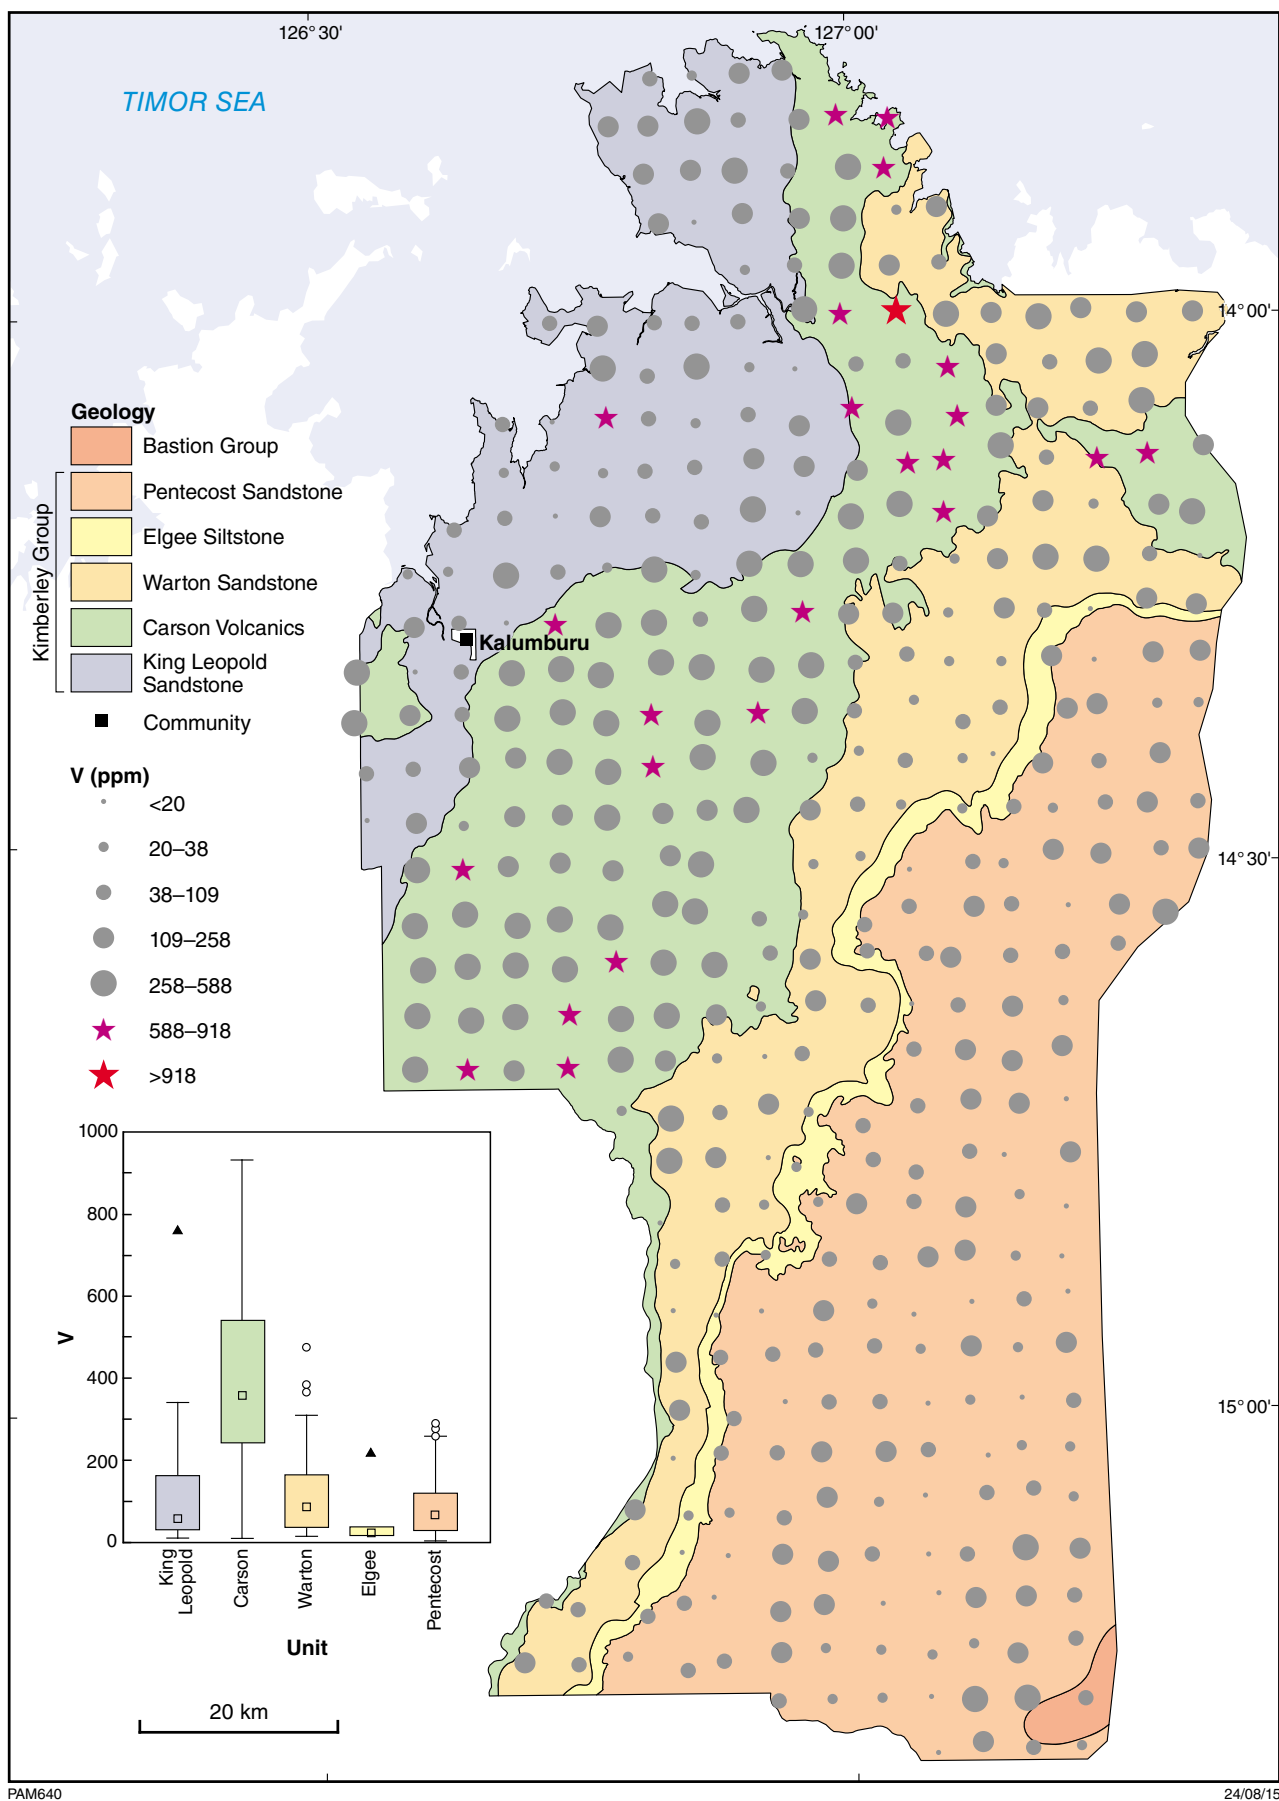 126° 30'
127° 00'
TIMOR SEA
14° 00'
Geology
Bastion Group
Pentecost Sandstone
Elgee Siltstone
Warton Sandstone
Carson Volcanics
King Leopold
Sandstone
Kimberley Group
Community
Kalumburu
V (ppm)
<20
20–38
38–109
109–258
258–588
588–918
>918
14° 30'
1000
800
600
400
200
0
V
King
Leopold
Carson
Warton
Elgee
Pentecost
Unit
15° 00'
20 km
PAM640
24/08/15